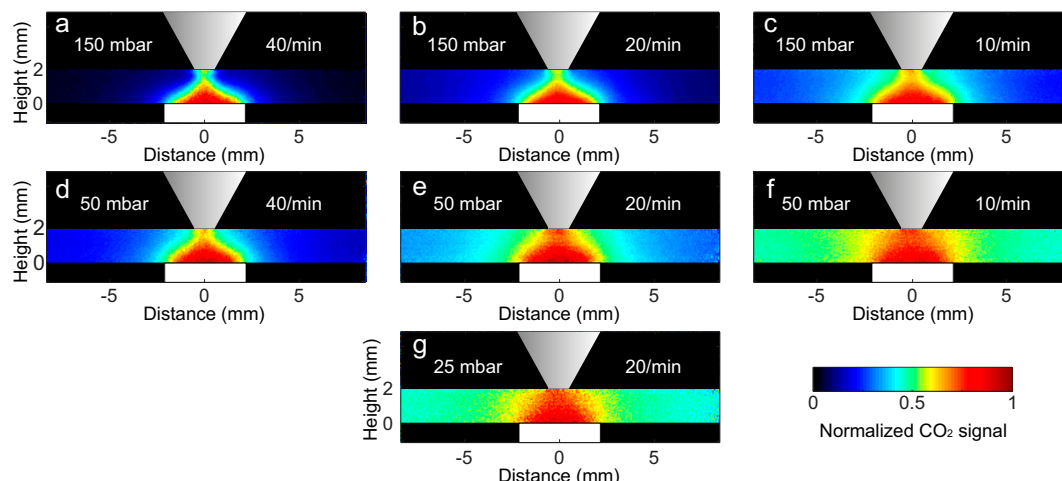 a 150 mbar 40/min
b 150 mbar 20/min
c 150 mbar 10/min
Height (mm)
2
0
-5 0 5
-5 0 5
-5 0 5
Distance (mm)
Distance (mm)
Distance (mm)
d 50 mbar 40/min
e 50 mbar 20/min
f 50 mbar 10/min
Height (mm)
2
0
-5 0 5
-5 0 5
-5 0 5
Distance (mm)
Distance (mm)
Distance (mm)
g 25 mbar 20/min
Height (mm)
2
0
-5 0 5
Distance (mm)
0 0.5 1
Normalized CO₂ signal